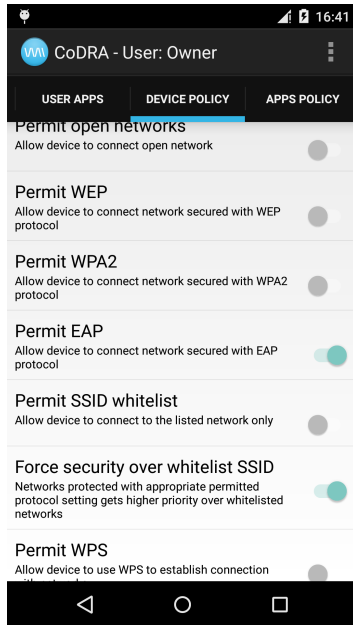 16:41
CoDRA - User: Owner
USER APPS DEVICE POLICY APPS POLICY
Permit open networks
Allow device to connect open network
Permit WEP
Allow device to connect network secured with WEP
protocol
Permit WPA2
Allow device to connect network secured with WPA2
protocol
Permit EAP
Allow device to connect network secured with EAP
protocol
Permit SSID whitelist
Allow device to connect to the listed network only
Force security over whitelist SSID
Networks protected with appropriate permitted
protocol setting gets higher priority over whitelisted
networks
Permit WPS
Allow device to use WPS to establish connection